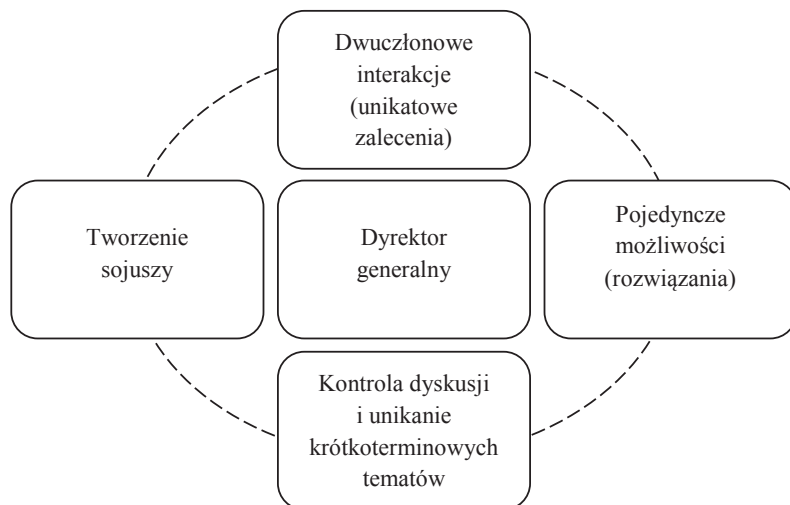 Dwuczłonowe
interakcje
(unikatowe
zalecenia)
Tworzenie
sojuszy
Dyrektor
generalny
Pojedyncze
możliwości
(rozwiązania)
Kontrola dyskusji
i unikanie
krótkoterminowych
tematów